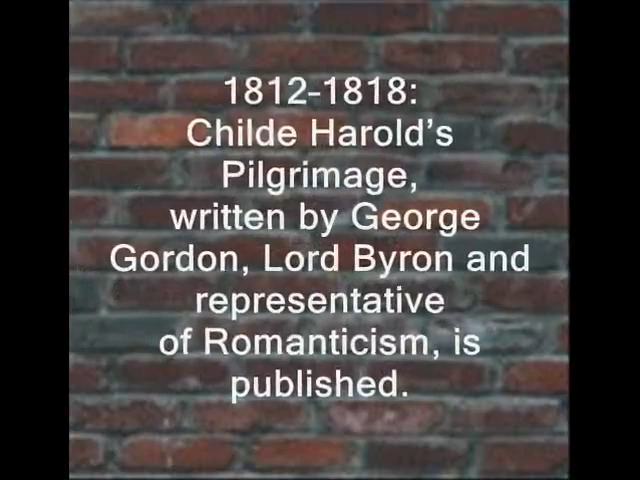 1812-1818:
Childe Harold’s
Pilgrimage,
written by George
Gordon, Lord Byron and
representative
of Romanticism, is
published.